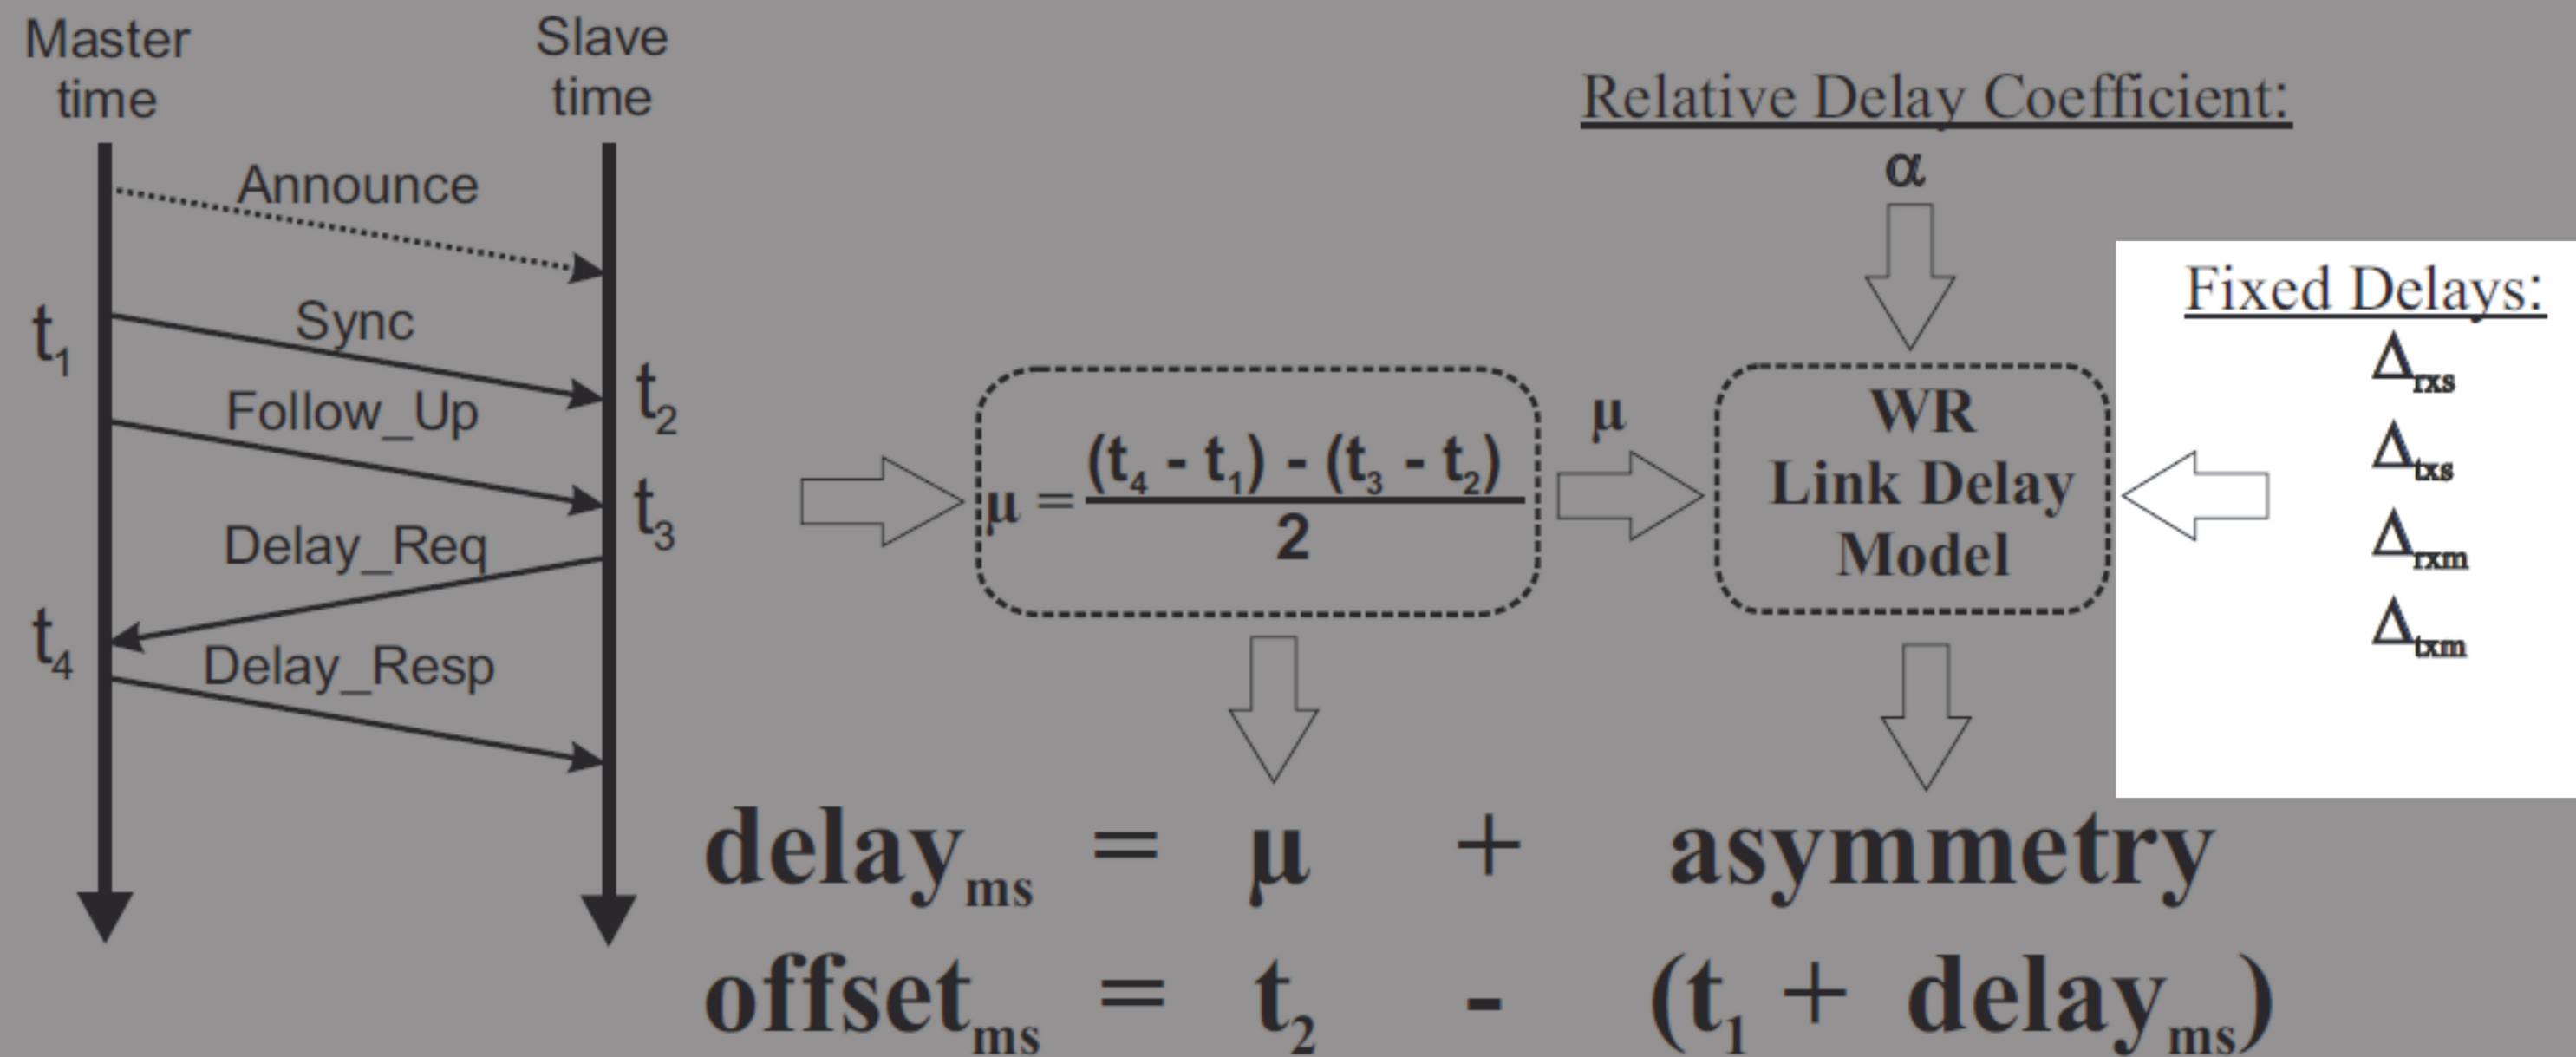 Master
time
Slave
time
Announce
t1
Sync
t2
Follow_Up
t3
Delay_Req
t4
Delay_Resp
μ = (t4 - t1) - (t3 - t2)
2
μ
Relative Delay Coefficient:
α
WR
Link Delay
Model
Fixed Delays:
Δrxs
Δtxs
Δrxm
Δtxm
delayms = μ + asymmetry
offsetms = t2 - (t1 + delayms)